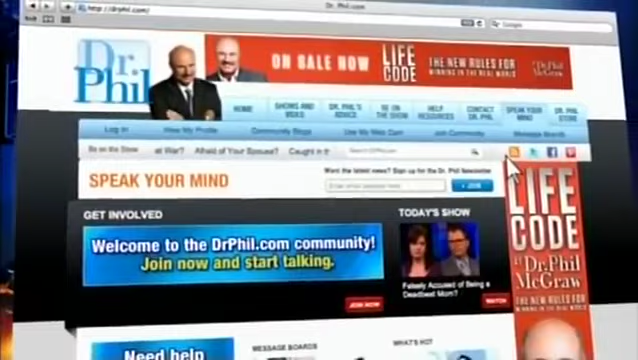 Dr. Phil.com
http://drphil.com/
Google
Dr.
Phil
ON SALE NOW
LIFE
CODE
THE NEW RULES FOR
WINNING IN THE REAL WORLD
Dr.Phil
McGraw
HOME
SHOWS AND
VIDEO
DR. PHIL'S
ADVICE
BE ON
THE SHOW
HELP
RESOURCES
CONTACT
DR. PHIL
SPEAK YOUR
MIND
DR. PHIL
STORE
Log In
View My Profile
Community Blogs
Use My Web Cam
Join Community
Message Boards
Be on the Show
at War?
Afraid of Your Spouse?
Caught in
SPEAK YOUR MIND
Want the latest news? Sign up for the Dr. Phil Newsletter
JOIN
GET INVOLVED
Welcome to the DrPhil.com community!
Join now and start talking.
JOIN NOW
TODAY'S SHOW
Falsely Accused of Being a
Deadbeat Mom?
WATCH
LIFE
CODE
BY Dr.Phil
McGraw
THE NEW RULES FOR
WINNING IN THE REAL WORLD
Need help
MESSAGE BOARDS
WHAT'S HOT